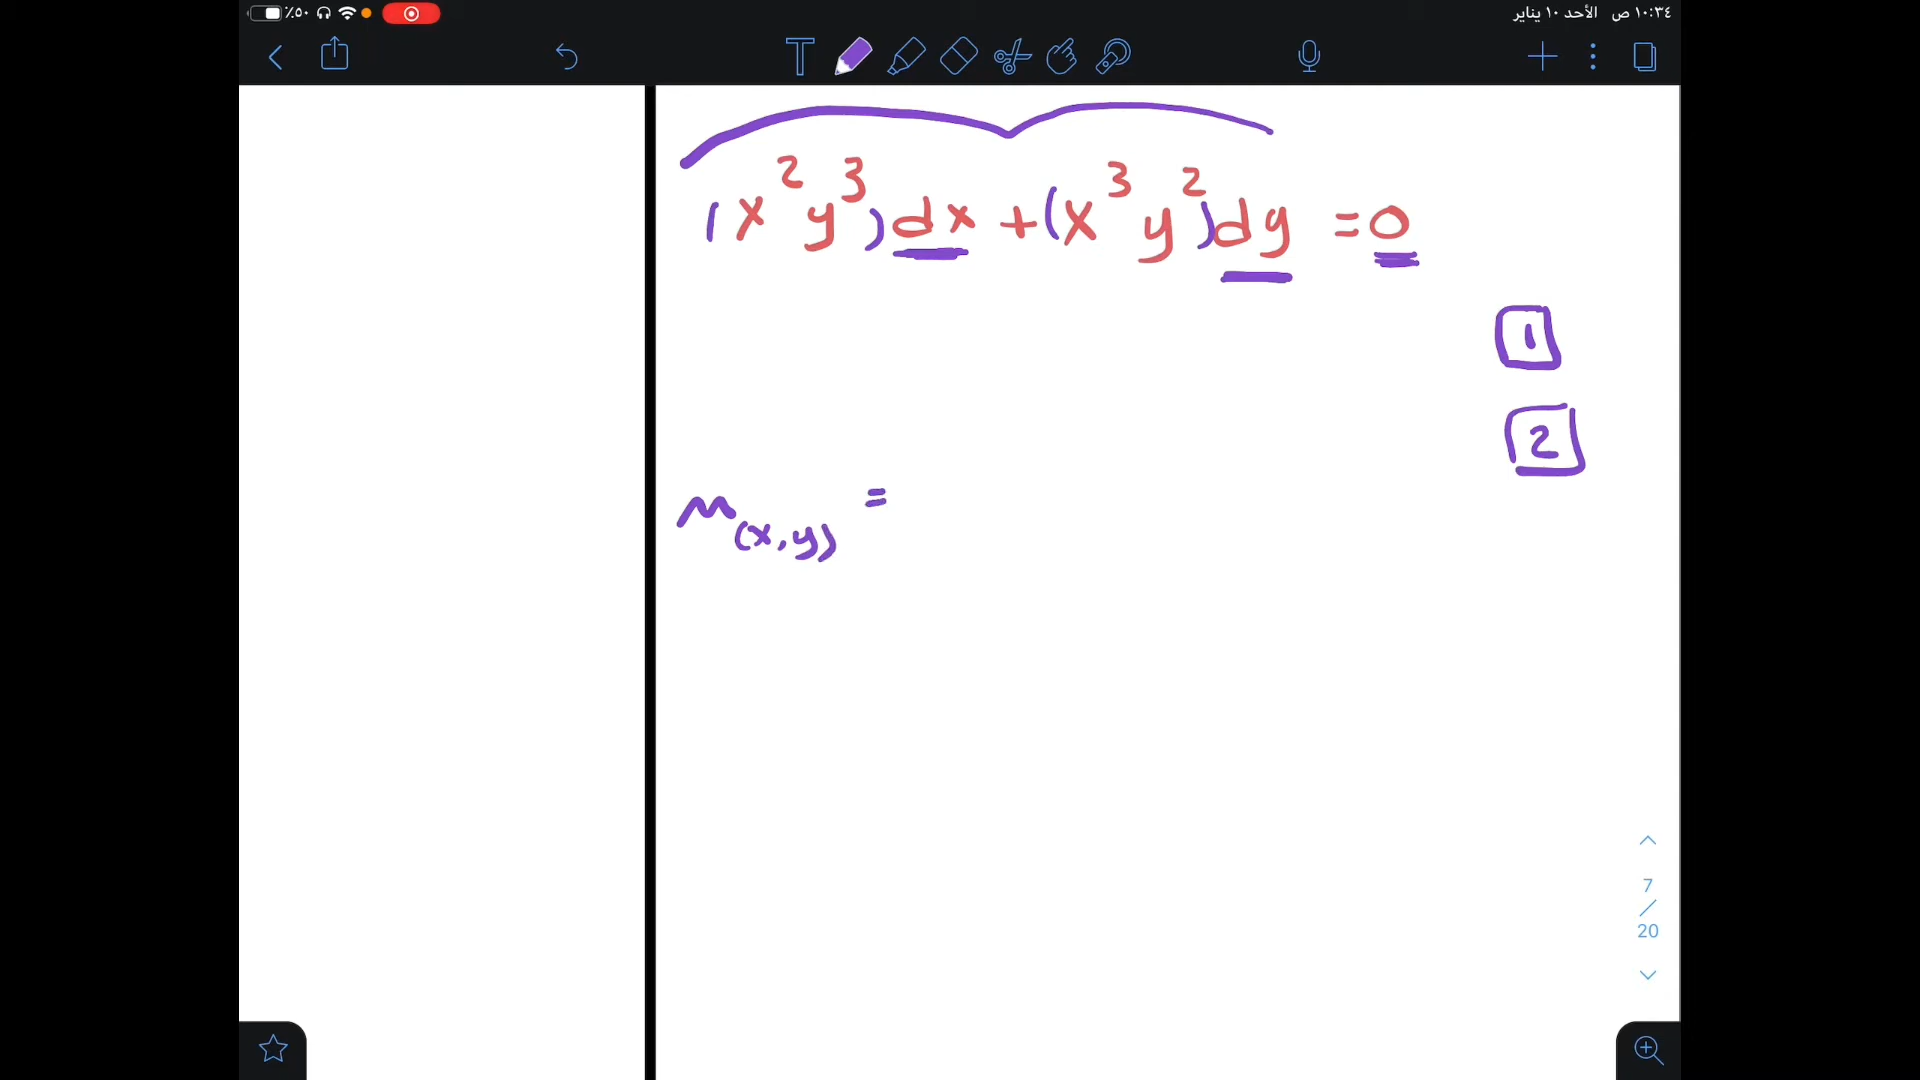 ٪٥٠ ١٠:٣٤ ص الأحد ١٠ يناير
T
(x²y³)dx + (x³y²)dy = 0
1
2
M(x,y) =
7
/
20